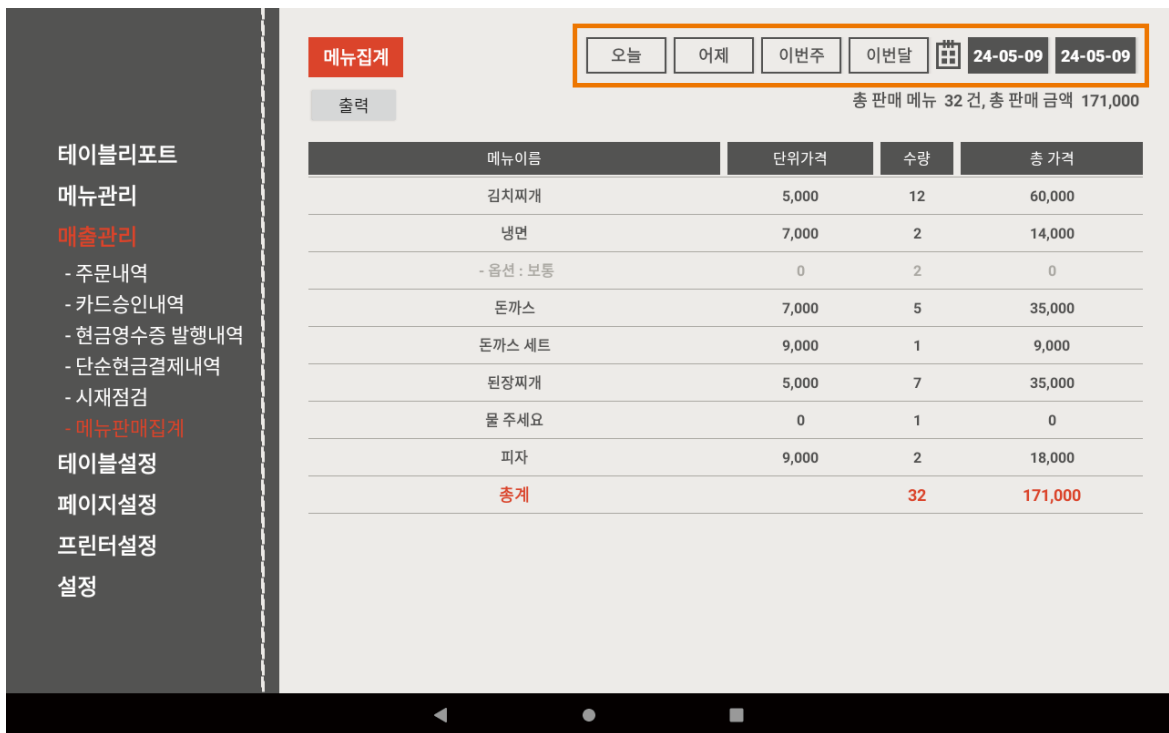 테이블리포트
메뉴관리
매출관리
- 주문내역
- 카드승인내역
- 현금영수증 발행내역
- 단순현금결제내역
- 시재점검
- 메뉴판매집계
테이블설정
페이지설정
프린터설정
설정
메뉴집계 오늘 어제 이번주 이번달 24-05-09 24-05-09
출력 총 판매 메뉴 32 건, 총 판매 금액 171,000
메뉴이름 단위가격 수량 총 가격
김치찌개 5,000 12 60,000
냉면 7,000 2 14,000
- 옵션 : 보통 0 2 0
돈까스 7,000 5 35,000
돈까스 세트 9,000 1 9,000
된장찌개 5,000 7 35,000
물 주세요 0 1 0
피자 9,000 2 18,000
총계 32 171,000